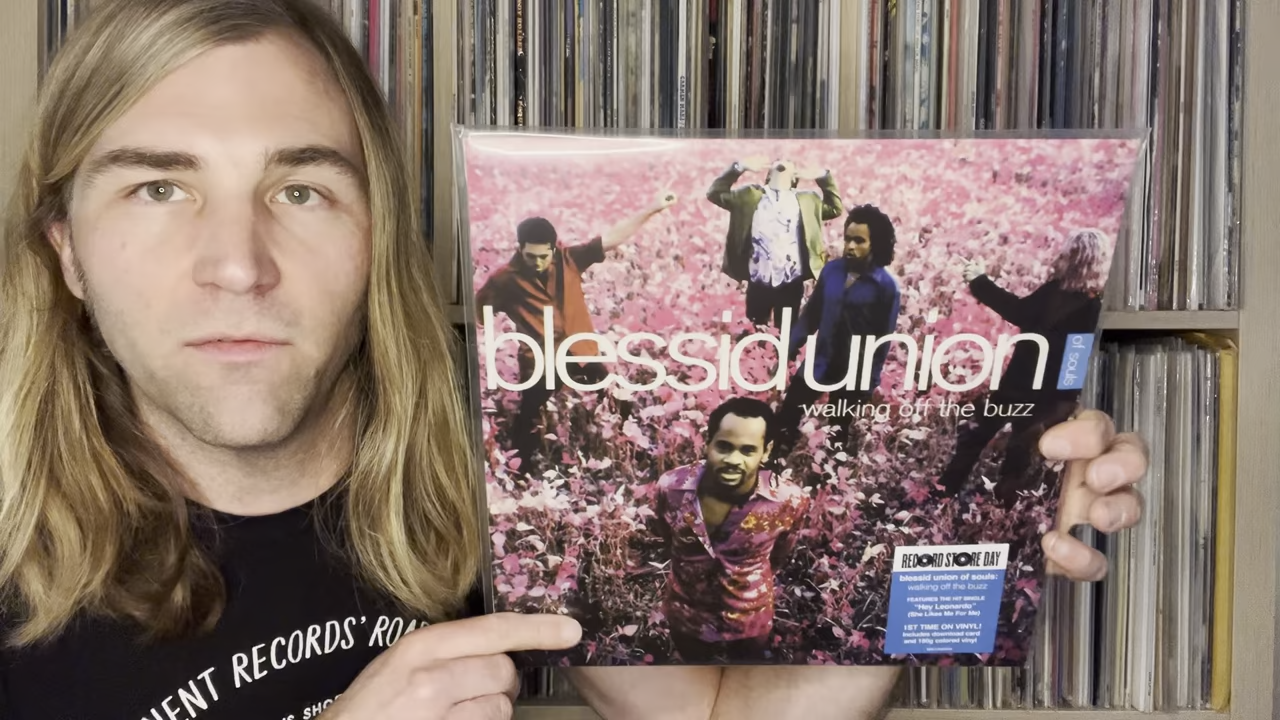 blessid union
of souls
walking off the buzz
RECORD STORE DAY
blessid union of souls:
walking off the buzz
FEATURES THE HIT SINGLE
"Hey Leonardo"
(She Likes Me For Me)
1ST TIME ON VINYL!
Includes download card
and 180g colored vinyl
NENT RECORDS' ROA